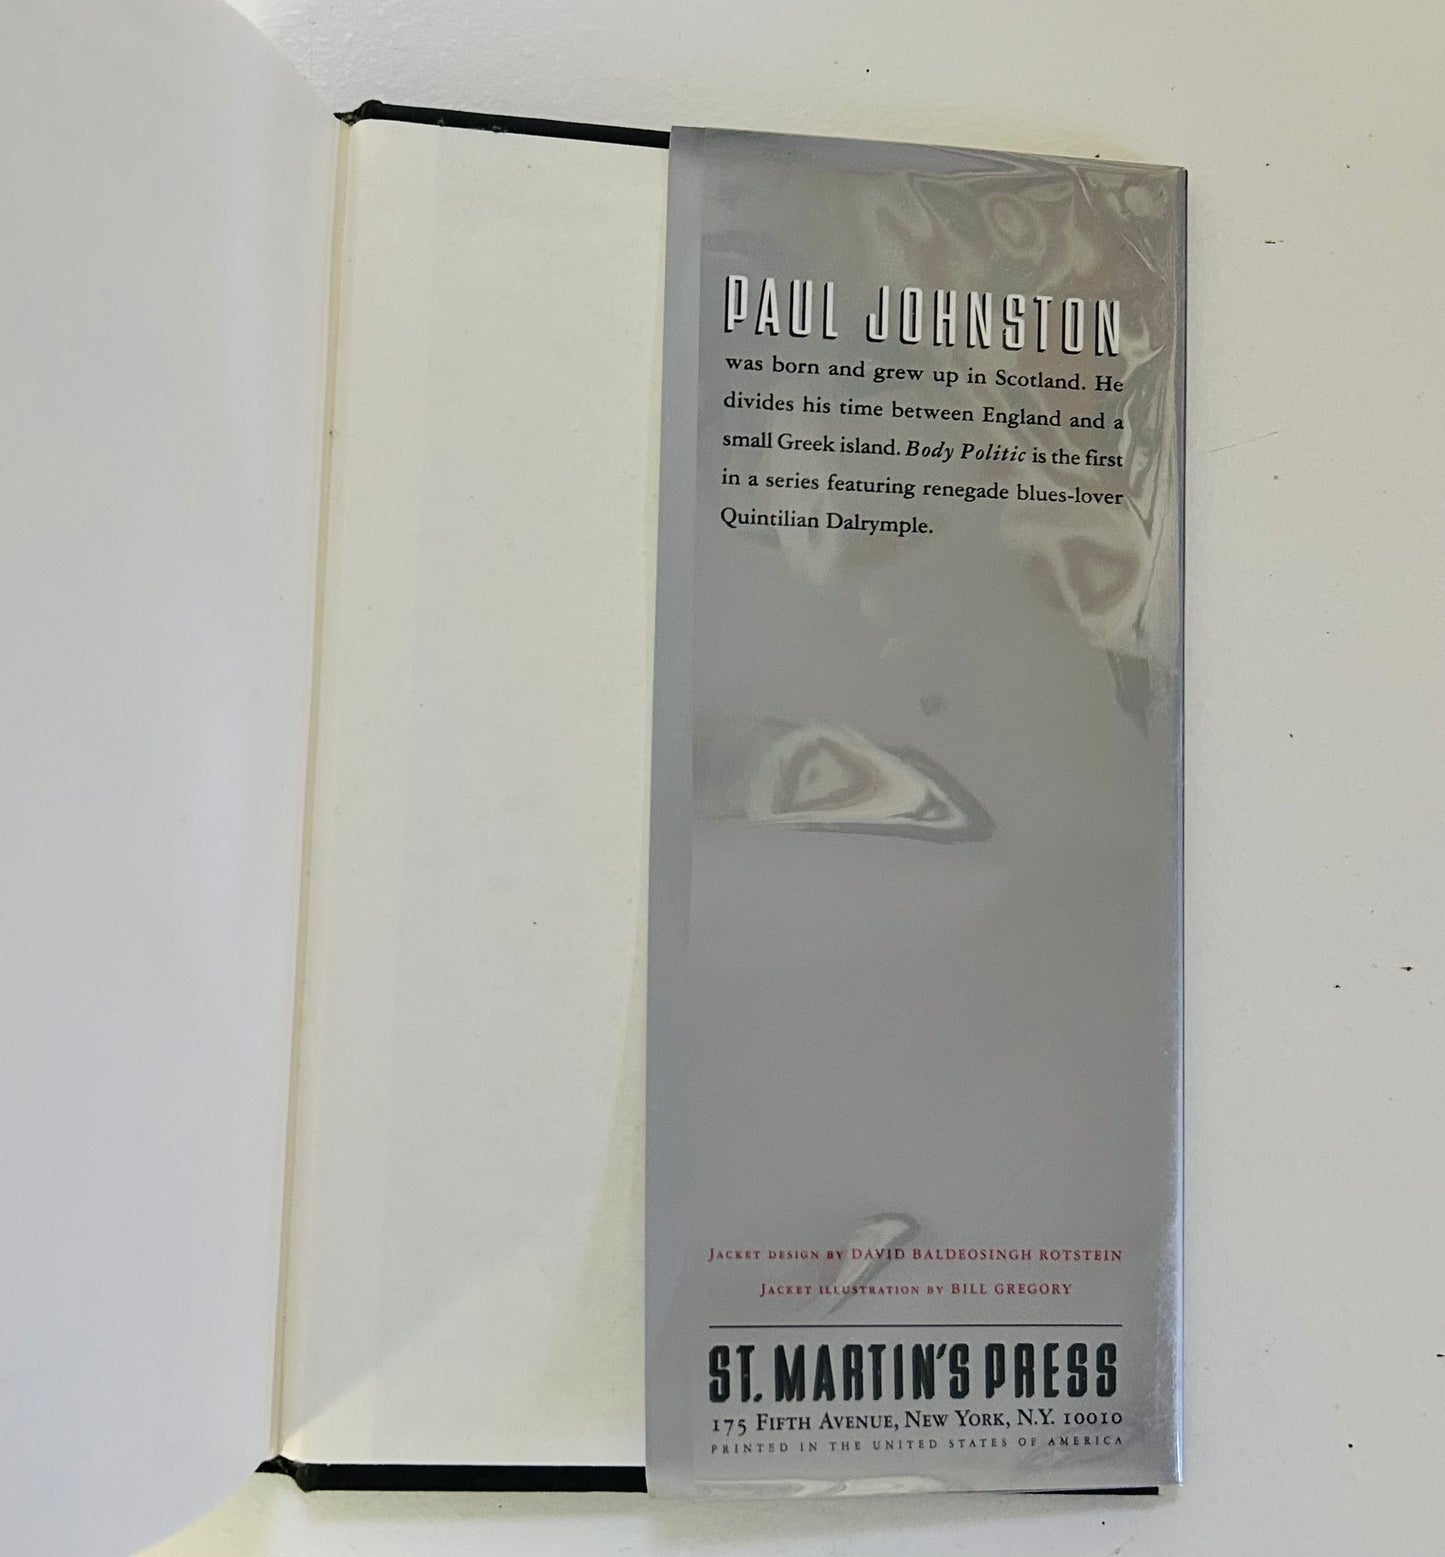 PAUL JOHNSTON
was born and grew up in Scotland. He
divides his time between England and a
small Greek island. Body Politic is the first
in a series featuring renegade blues-lover
Quintilian Dalrymple.
JACKET DESIGN BY DAVID BALDEOSINGH ROTSTEIN
JACKET ILLUSTRATION BY BILL GREGORY
ST. MARTIN'S PRESS
175 FIFTH AVENUE, NEW YORK, N.Y. 10010
PRINTED IN THE UNITED STATES OF AMERICA